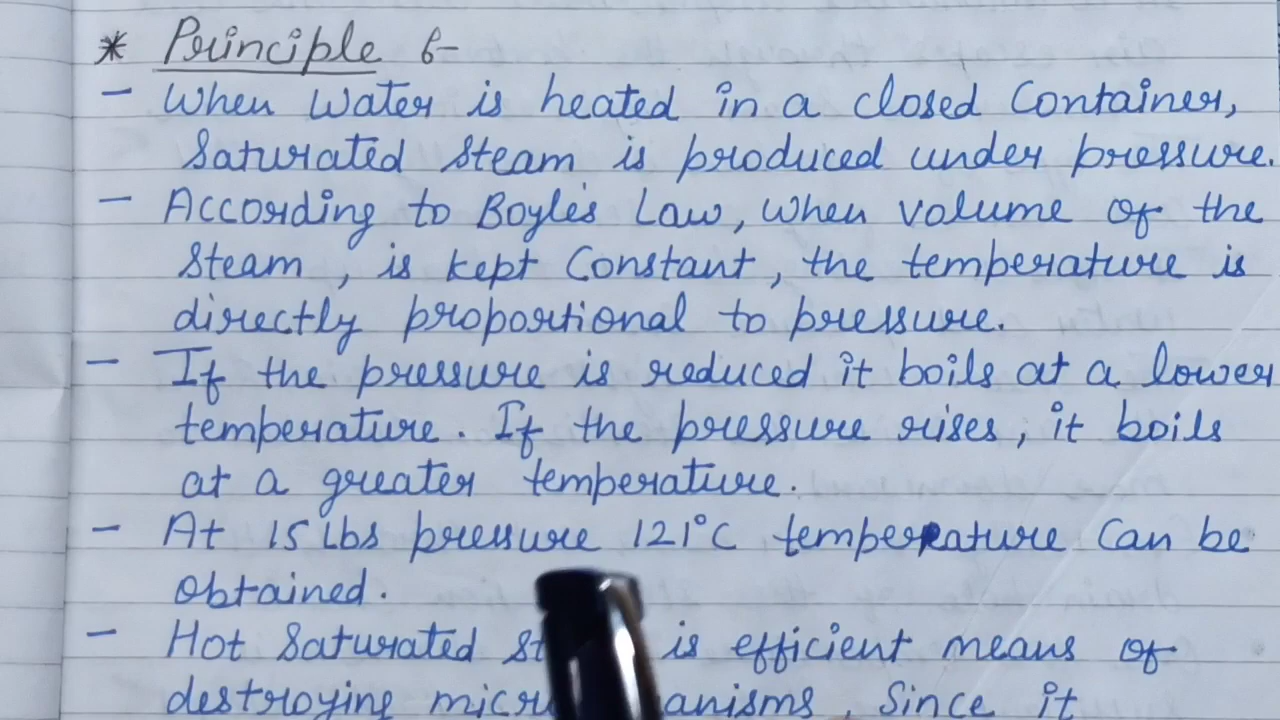 * Principle :-
- When Water is heated in a closed Container,
Saturated Steam is produced under pressure.
- According to Boyle's Law, when volume of the
steam, is kept Constant, the temperature is
directly proportional to pressure.
- If the pressure is reduced it boils at a lower
temperature. If the pressure rises, it boils
at a greater temperature.
- At 15 lbs pressure 121°C temperature can be
obtained.
- Hot Saturated is efficient means of
destroying Since it